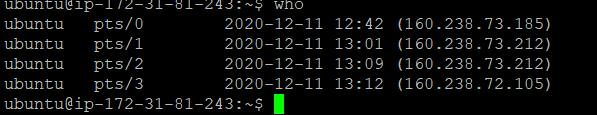 ubuntu@ip-172-31-81-243:~$ who
ubuntu   pts/0        2020-12-11 12:42 (160.238.73.185)
ubuntu   pts/1        2020-12-11 13:01 (160.238.73.212)
ubuntu   pts/2        2020-12-11 13:09 (160.238.73.212)
ubuntu   pts/3        2020-12-11 13:12 (160.238.72.105)
ubuntu@ip-172-31-81-243:~$